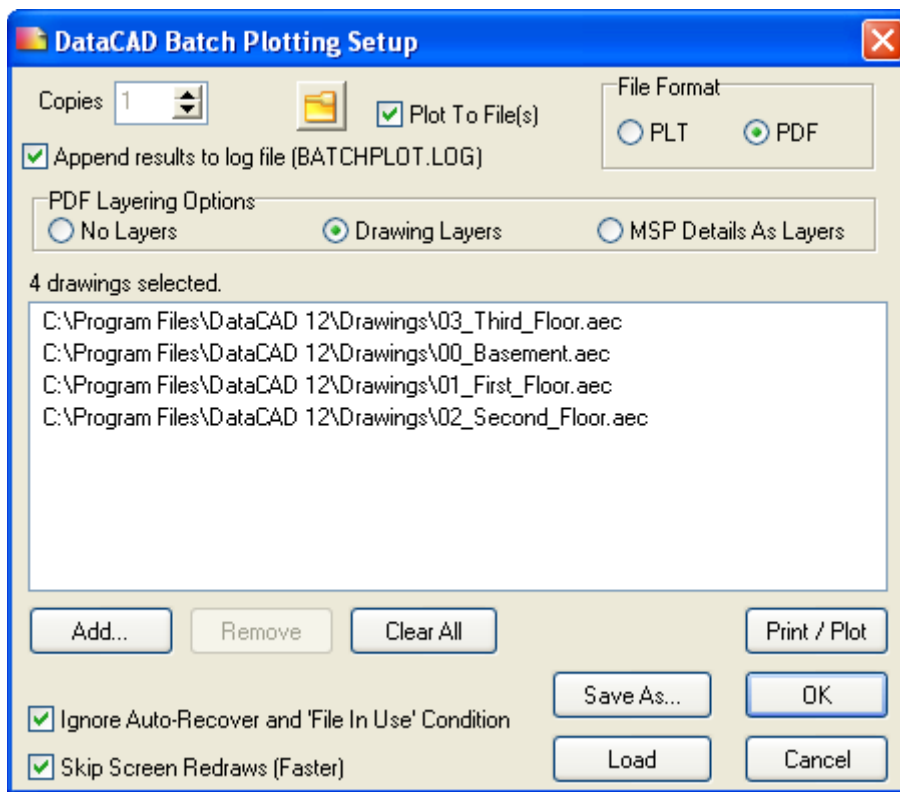 DataCAD Batch Plotting Setup
Copies 1
Plot To File(s)
File Format
PLT PDF
Append results to log file (BATCHPLOT.LOG)
PDF Layering Options
No Layers Drawing Layers MSP Details As Layers
4 drawings selected.
C:\Program Files\DataCAD 12\Drawings\03_Third_Floor.aec
C:\Program Files\DataCAD 12\Drawings\00_Basement.aec
C:\Program Files\DataCAD 12\Drawings\01_First_Floor.aec
C:\Program Files\DataCAD 12\Drawings\02_Second_Floor.aec
Add... Remove Clear All Print / Plot
Save As... OK
Ignore Auto-Recover and 'File In Use' Condition
Skip Screen Redraws (Faster)
Load Cancel